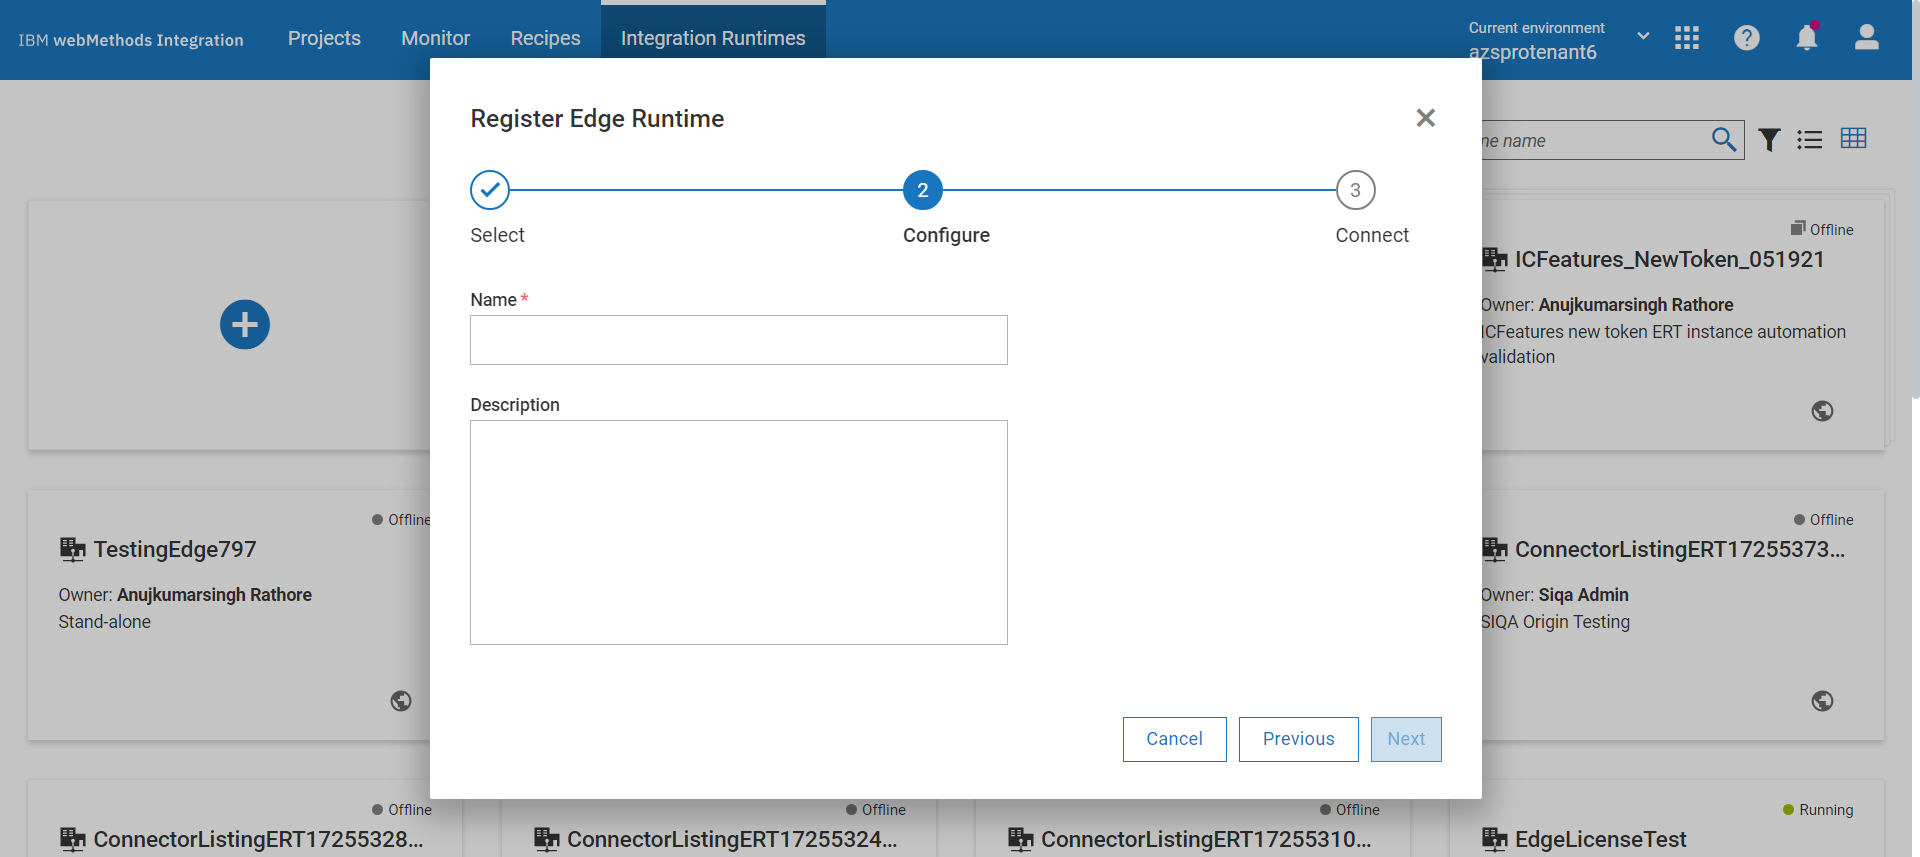 IBM webMethods Integration
Projects
Monitor
Recipes
Integration Runtimes
Current environment
azsprotenant6
Register Edge Runtime
2
3
Select
Configure
Connect
Name *
Description
Cancel
Previous
Next
name
Offline
ICFeatures_NewToken_051921
Owner: Anujkumarsingh Rathore
ICFeatures new token ERT instance automation
validation
Offline
TestingEdge797
Owner: Anujkumarsingh Rathore
Stand-alone
Offline
ConnectorListingERT17255373...
Owner: Siqa Admin
SIQA Origin Testing
Offline
ConnectorListingERT17255328...
Offline
ConnectorListingERT17255324...
Offline
ConnectorListingERT17255310...
Running
EdgeLicenseTest